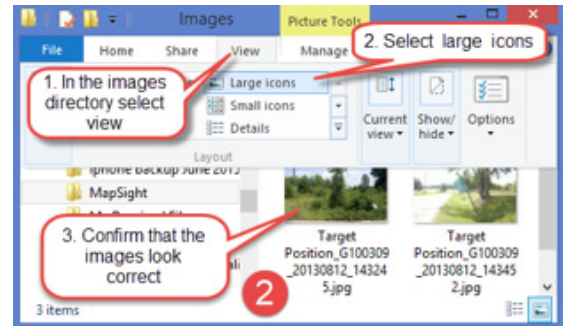 Images
Picture Tools
File
Home
Share
View
Manage
2. Select large icons
1. In the images
directory select
view
Large icons
Small icons
Details
Current
view
Show/
hide
Options
Layout
Iphone backup June 2013
MapSight
3. Confirm that the
images look
correct
Target
Position_G100309
_20130812_14324
5.jpg
Target
Position_G100309
_20130812_14345
2.jpg
2
3 items